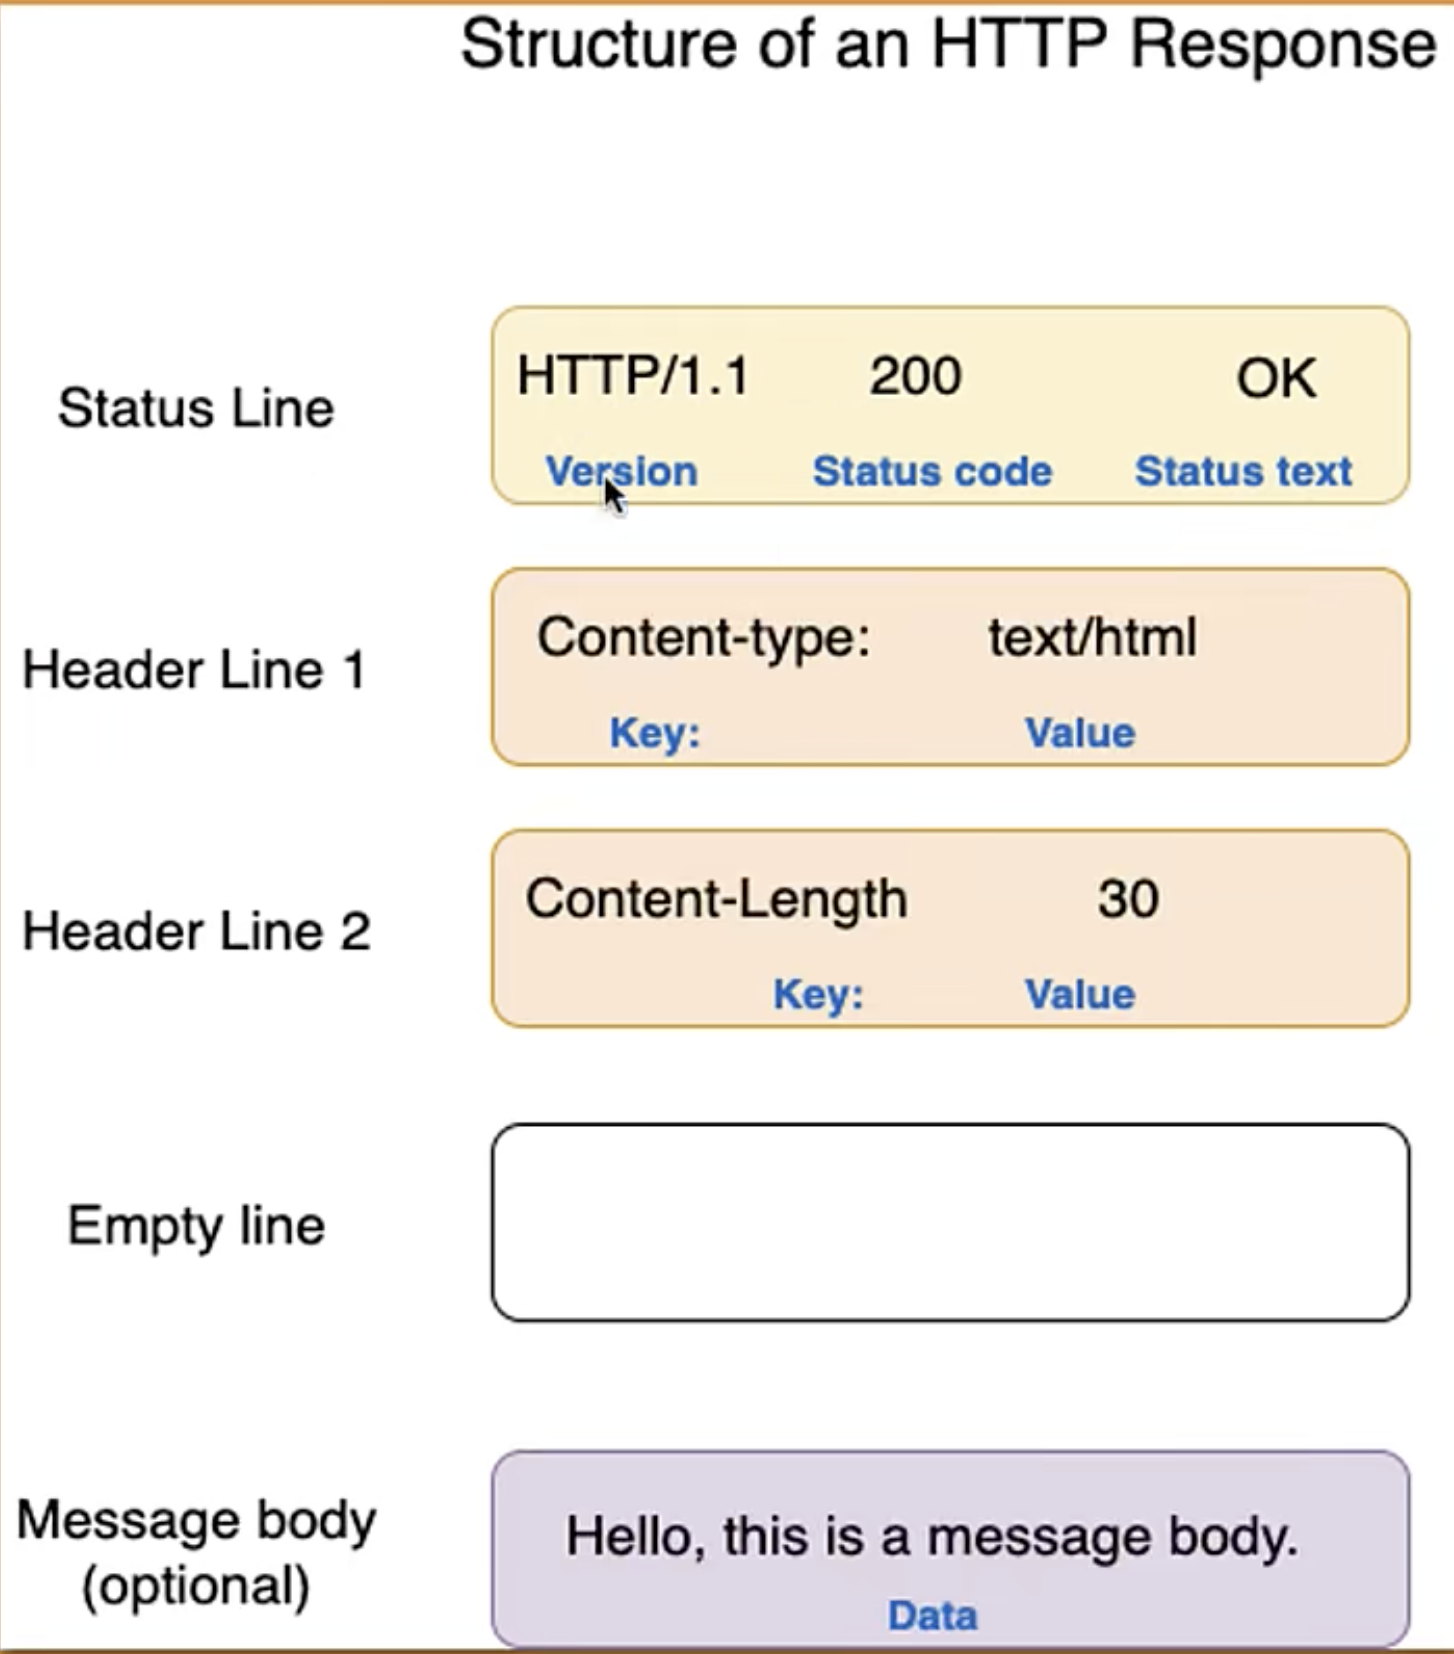 Structure of an HTTP Response
Status Line
HTTP/1.1 200 OK
Version Status code Status text
Header Line 1
Content-type: text/html
Key: Value
Header Line 2
Content-Length 30
Key: Value
Empty line
Message body
(optional)
Hello, this is a message body.
Data